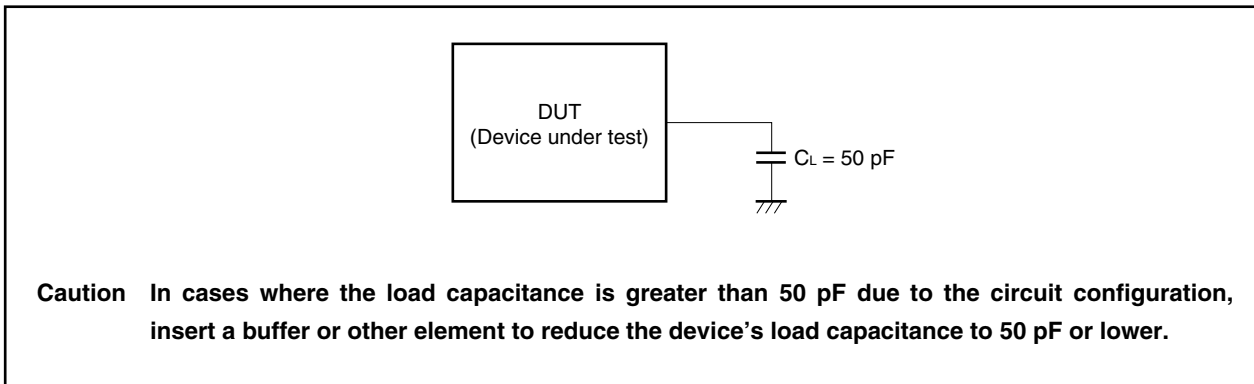 DUT
(Device under test)
CL = 50 pF
Caution In cases where the load capacitance is greater than 50 pF due to the circuit configuration,
insert a buffer or other element to reduce the device’s load capacitance to 50 pF or lower.